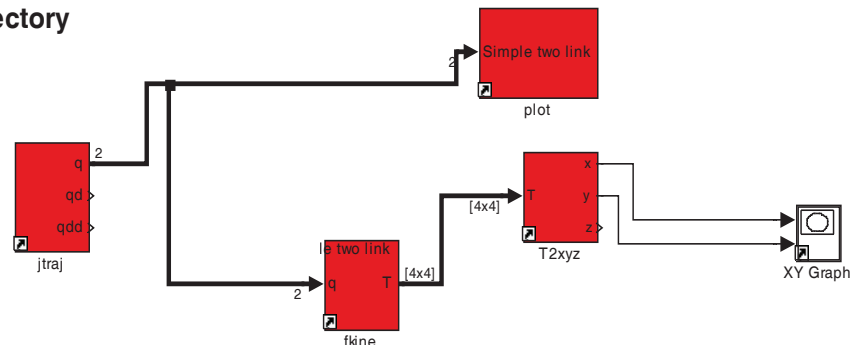 ectory
Simple two link
2
plot
q
2
qd
qdd
jtraj
x
[4x4]
T
y
z
T2xyz
XY Graph
le two link
[4x4]
2
q
T
fkine